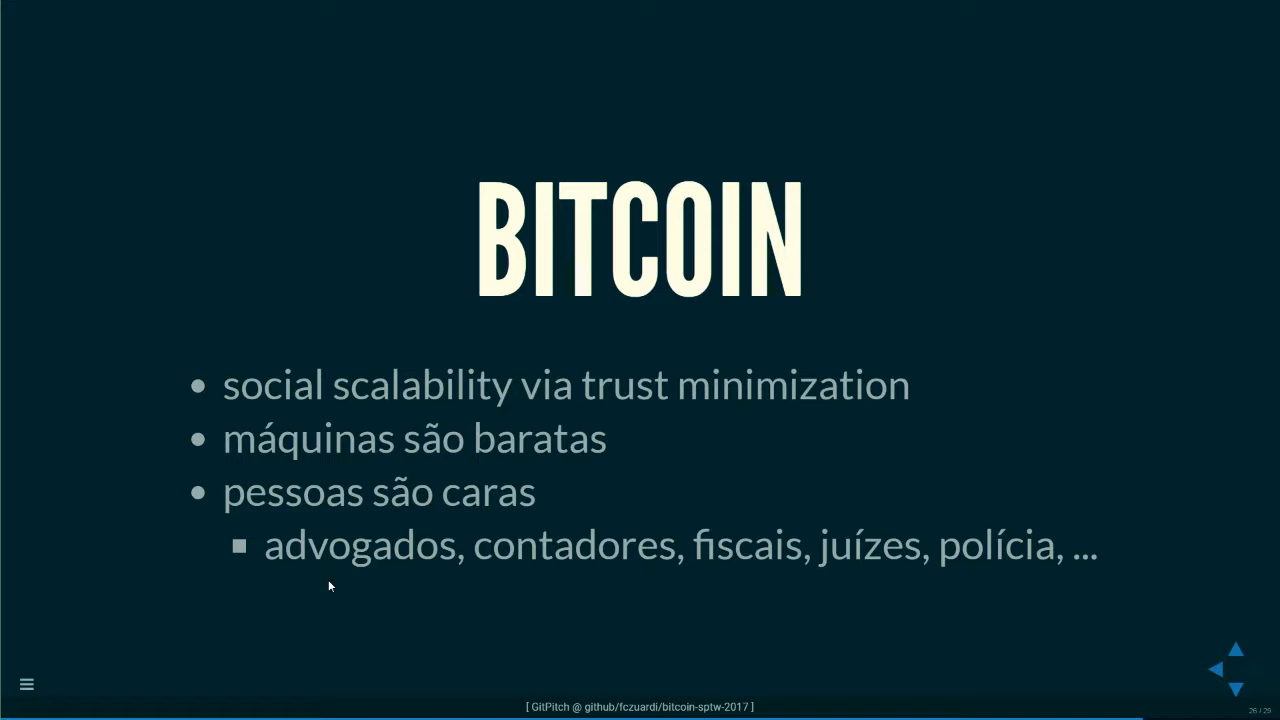 BITCOIN
social scalability via trust minimization
máquinas são baratas
pessoas são caras
advogados, contadores, fiscais, juízes, polícia, ...
[ GitPitch @ github/fczuardi/bitcoin-sptw-2017 ]
26 / 29